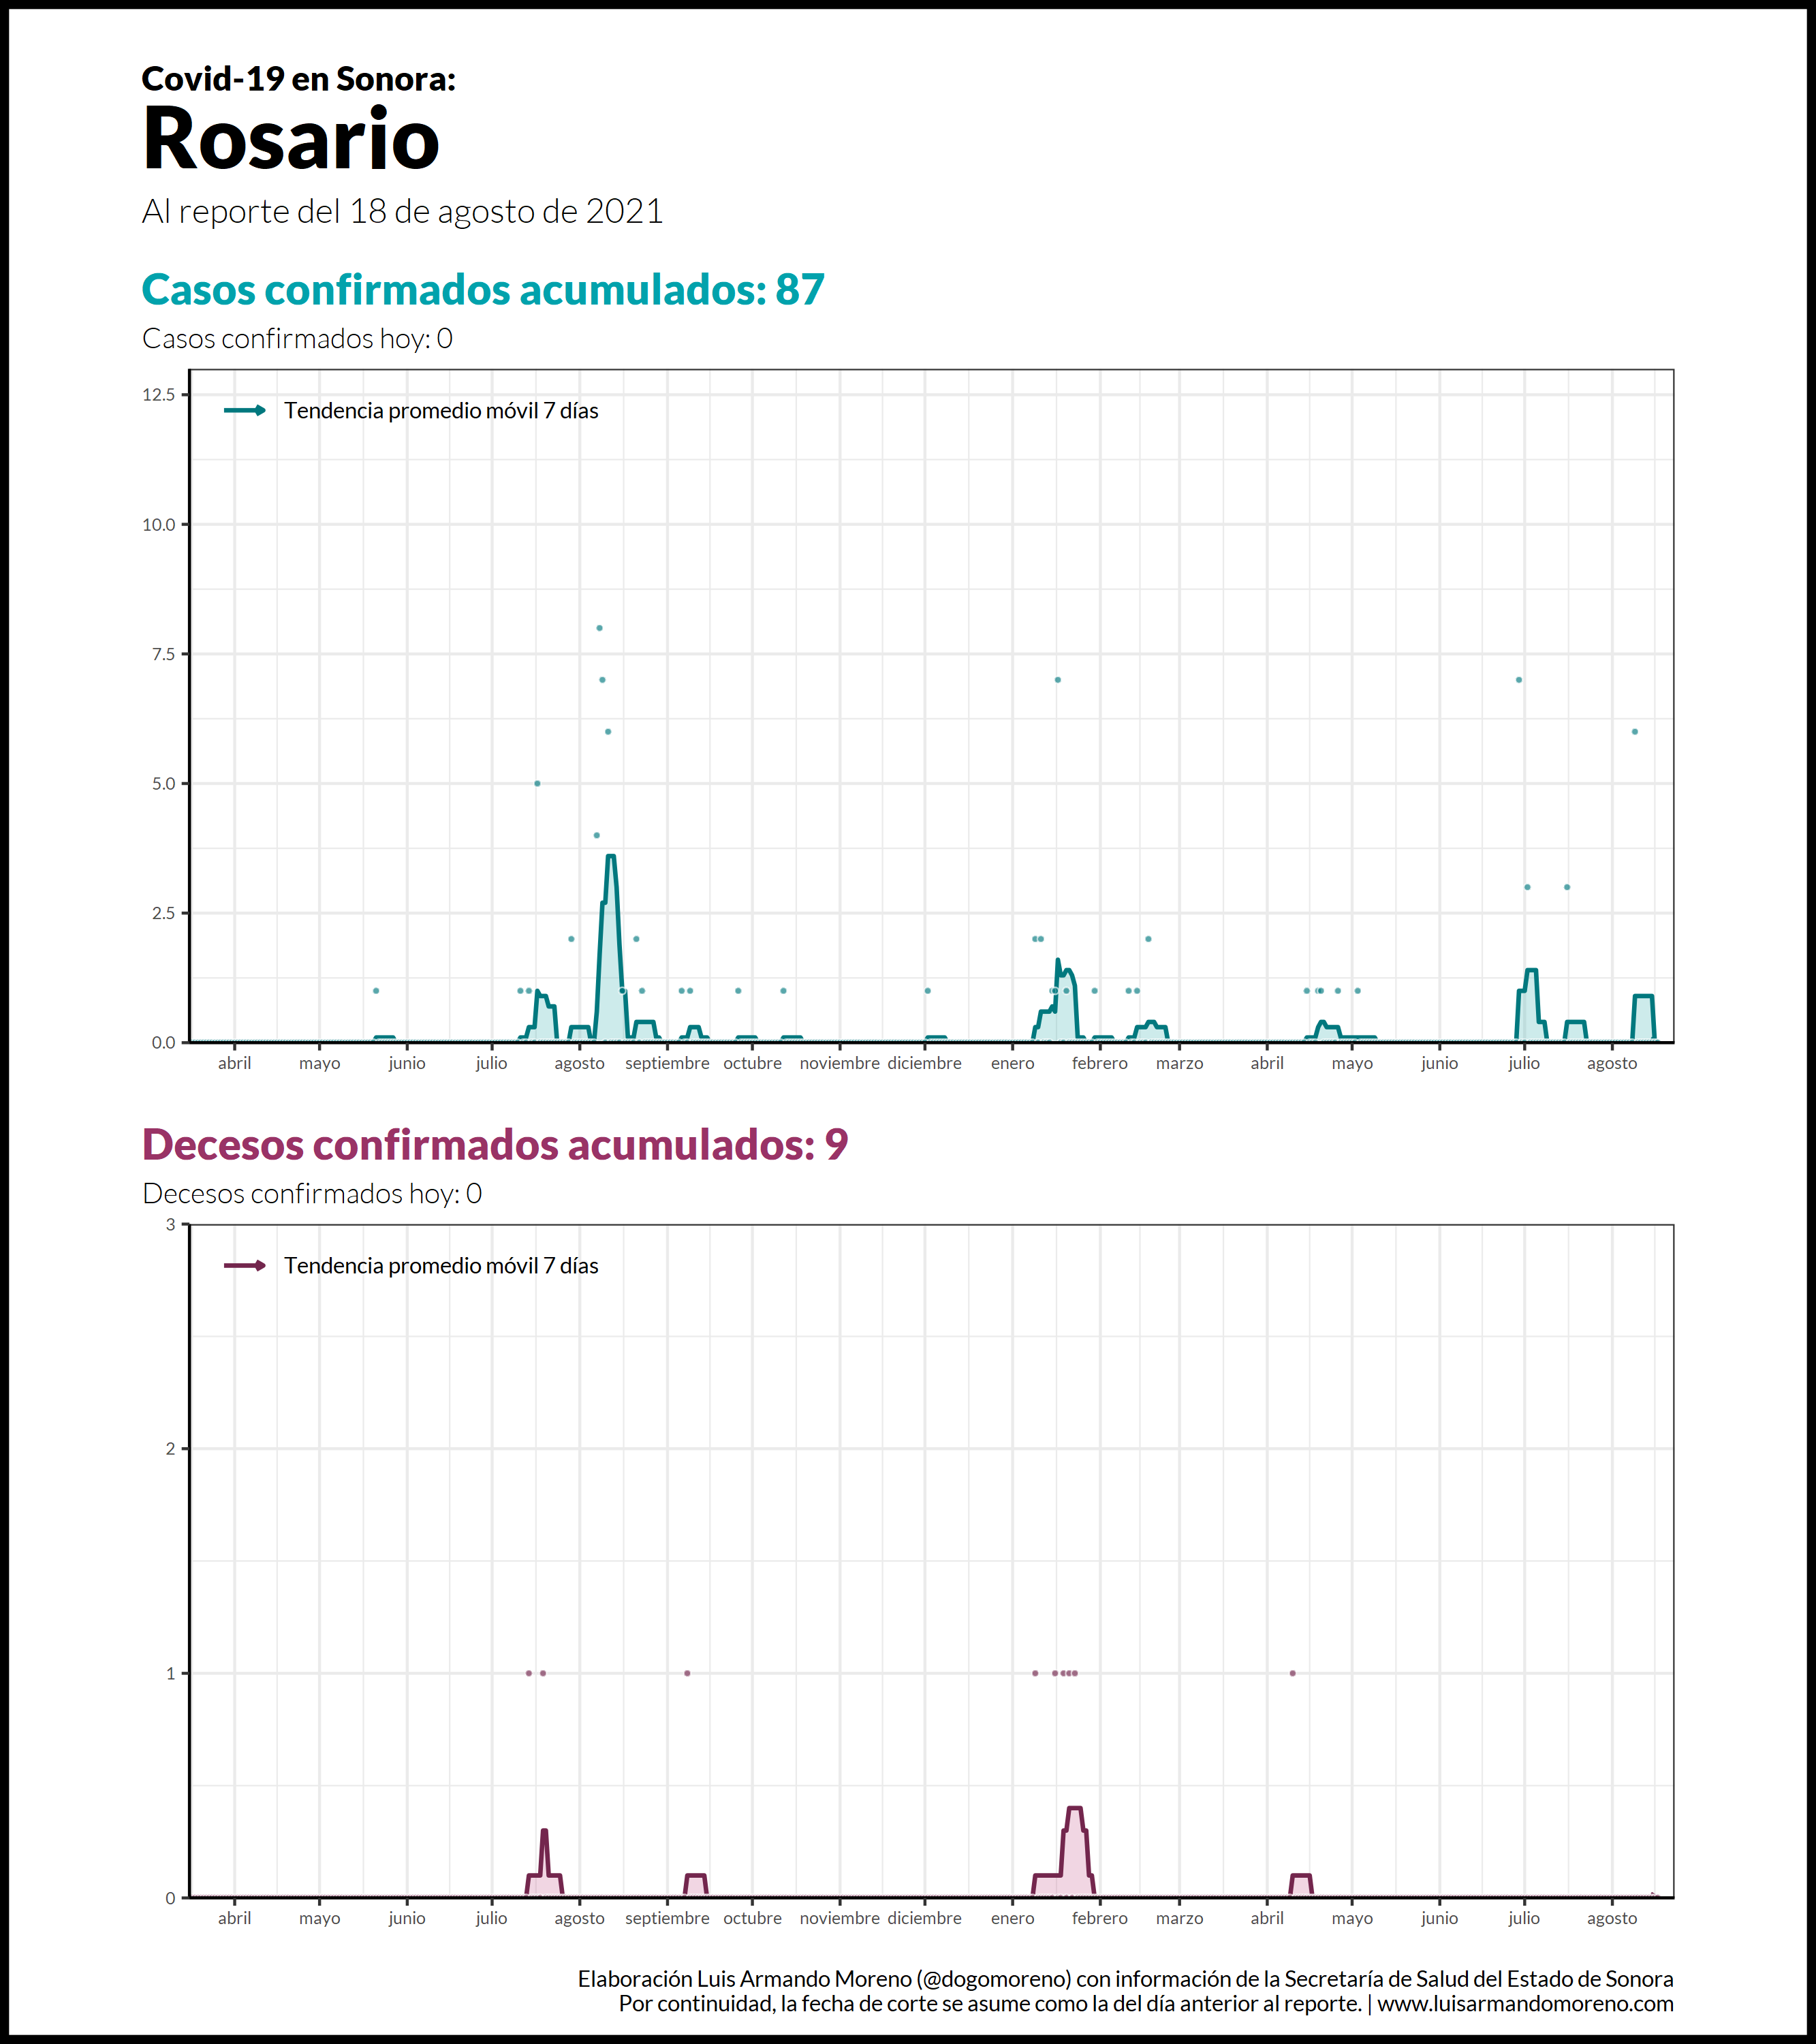 Covid-19 en Sonora:
Rosario
Al reporte del 18 de agosto de 2021
Casos confirmados acumulados: 87
Casos confirmados hoy: 0
12.5
Tendencia promedio móvil 7 días
10.0
7.5
5.0
2.5
0.0
abril mayo junio julio agosto septiembre octubre noviembre diciembre enero febrero marzo abril mayo junio julio agosto
Decesos confirmados acumulados: 9
Decesos confirmados hoy: 0
3
Tendencia promedio móvil 7 días
2
1
0
abril mayo junio julio agosto septiembre octubre noviembre diciembre enero febrero marzo abril mayo junio julio agosto
Elaboración Luis Armando Moreno (@dogomoreno) con información de la Secretaría de Salud del Estado de Sonora
Por continuidad, la fecha de corte se asume como la del día anterior al reporte. | www.luisarmandomoreno.com